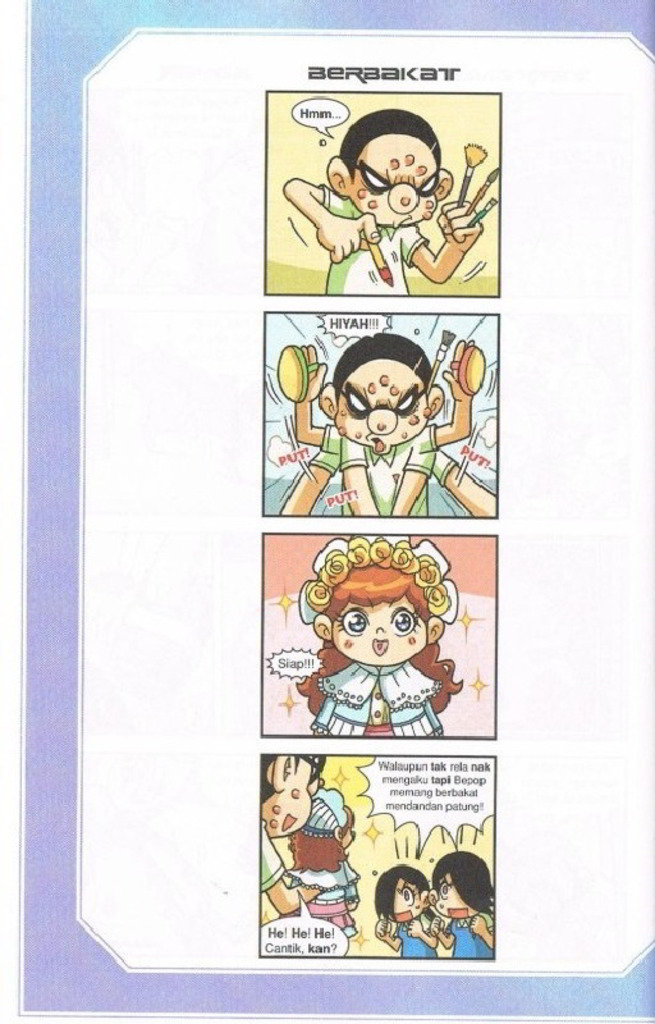 BERBAKAT
Hmm...
HIYAH!!!
PUT!
PUT!
PUT!
Siap!!!
Walaupun tak rela nak
mengaku tapi Bepop
memang berbakat
mendandan patung!!
He! He! He!
Cantik, kan?